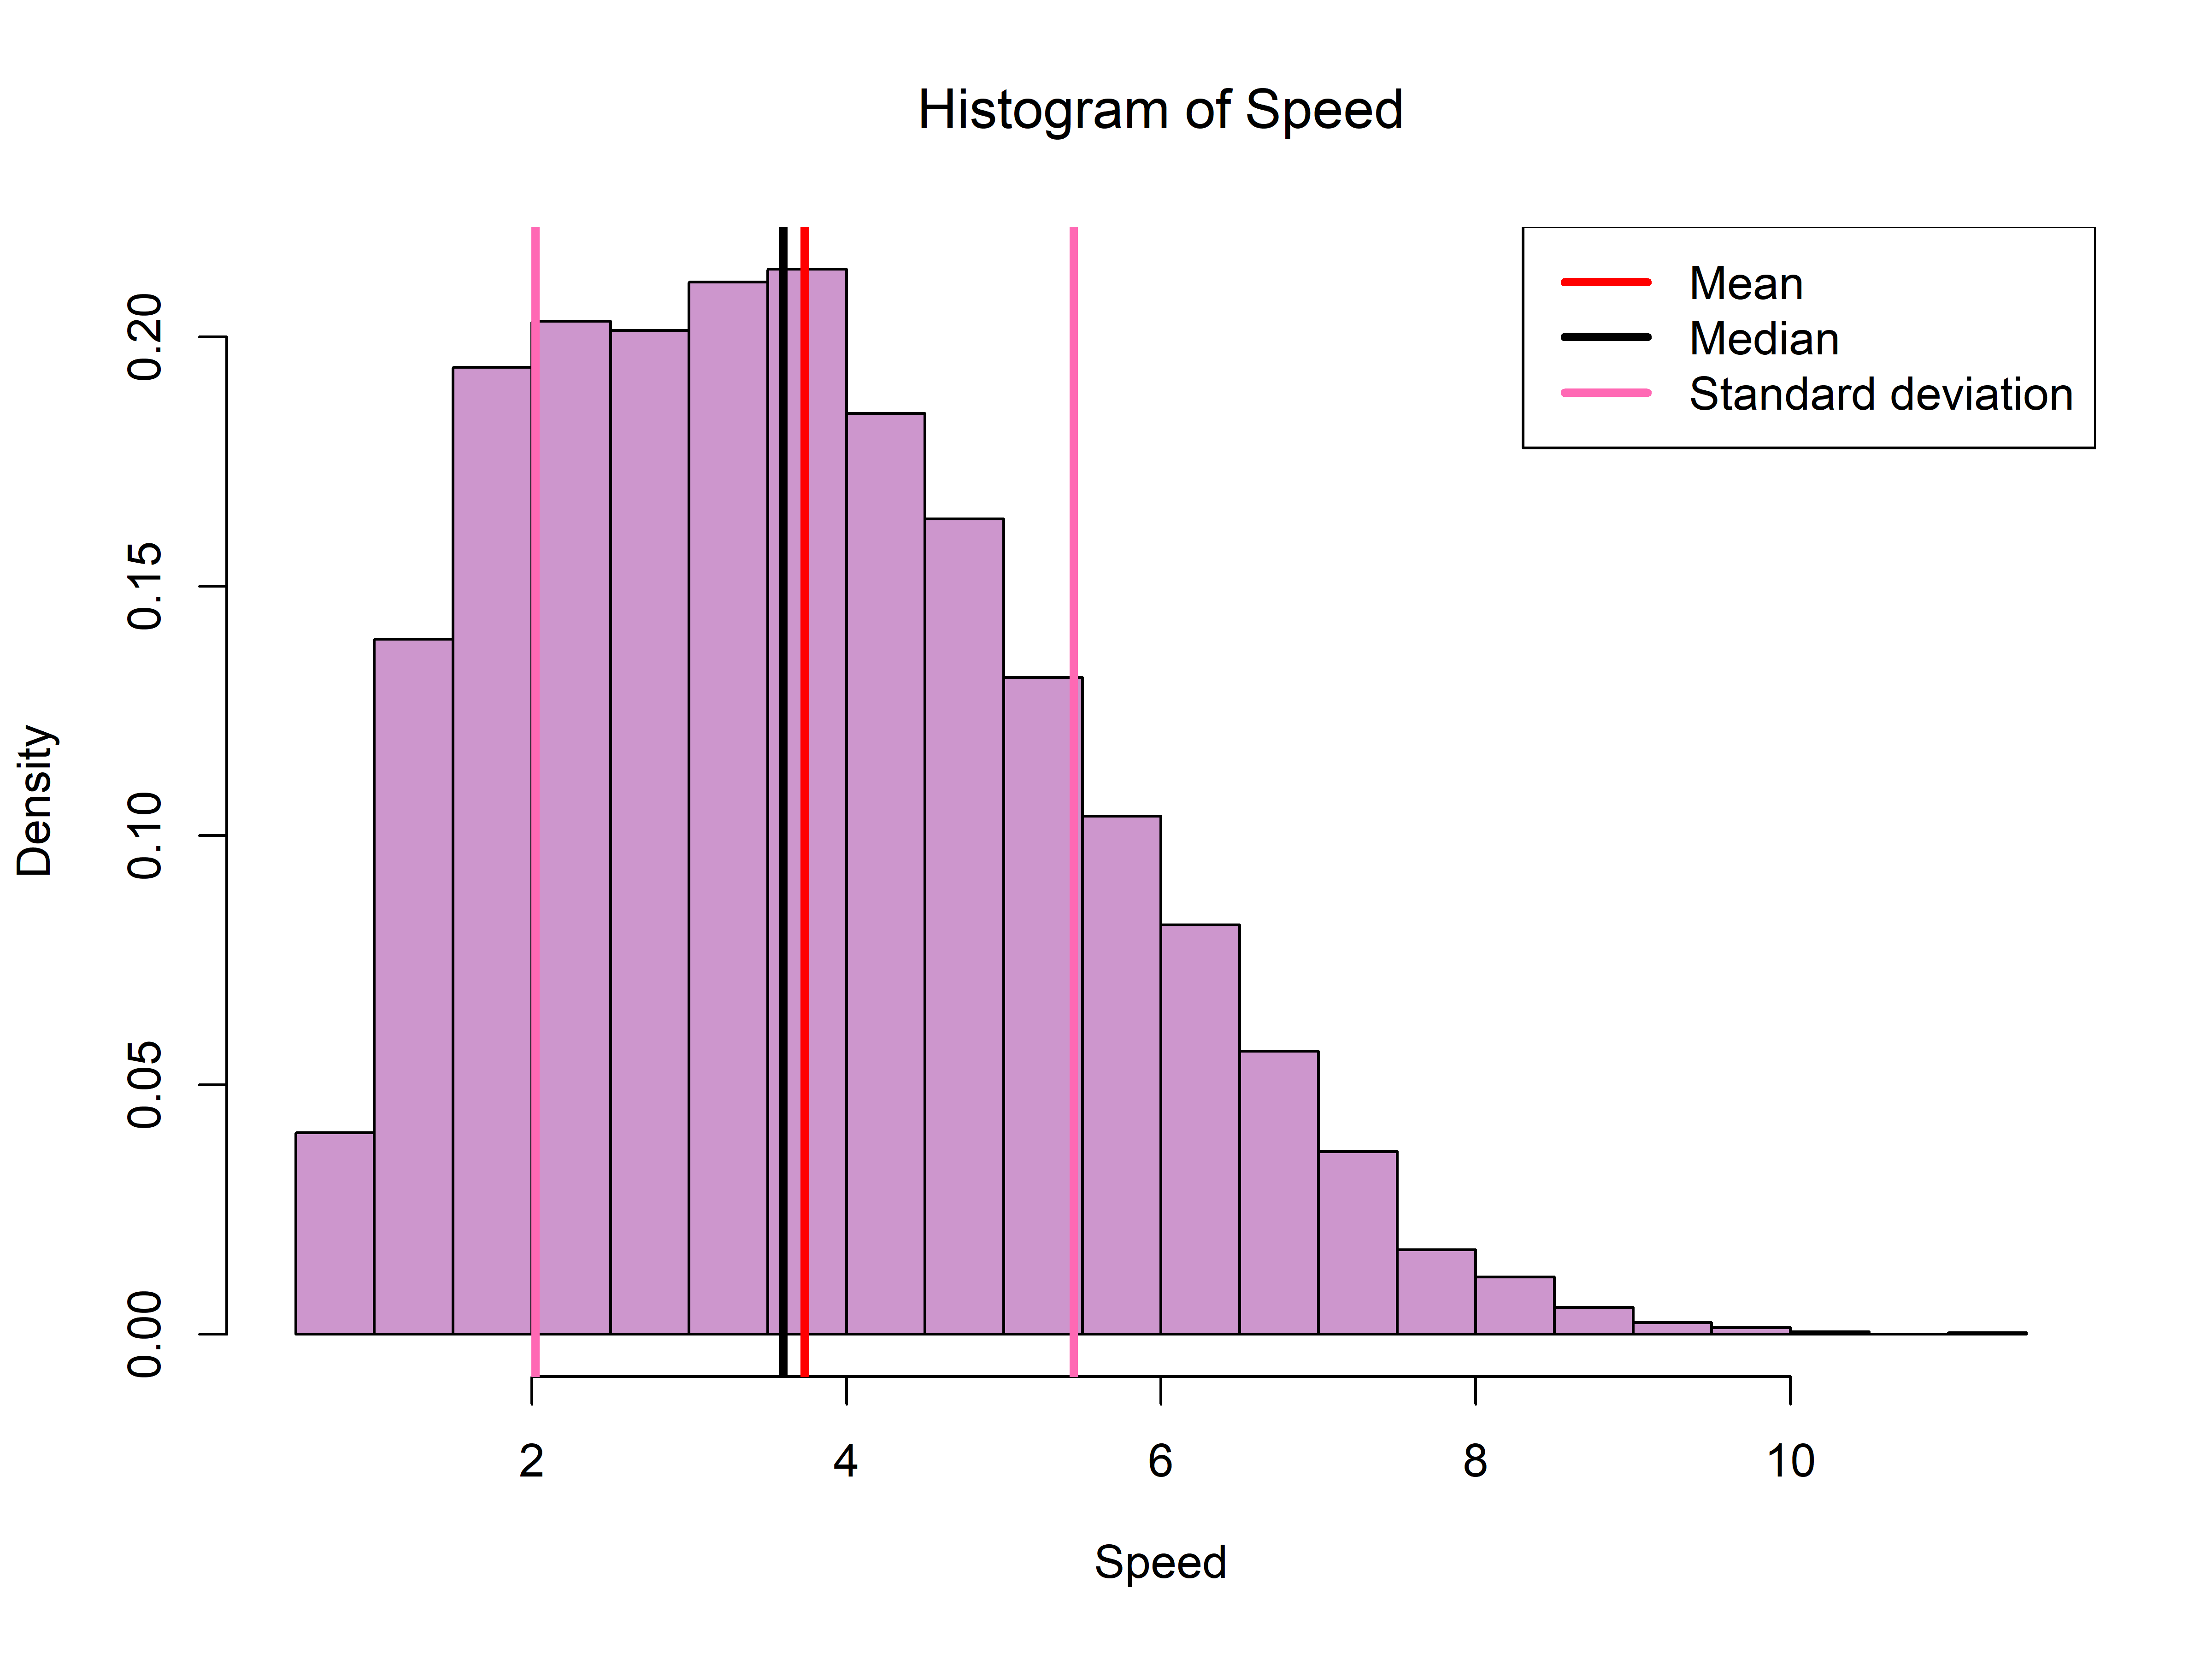 Histogram of Speed
Mean
Median
Standard deviation
0.20
0.15
0.10
0.05
0.00
Density
2 4 6 8 10
Speed